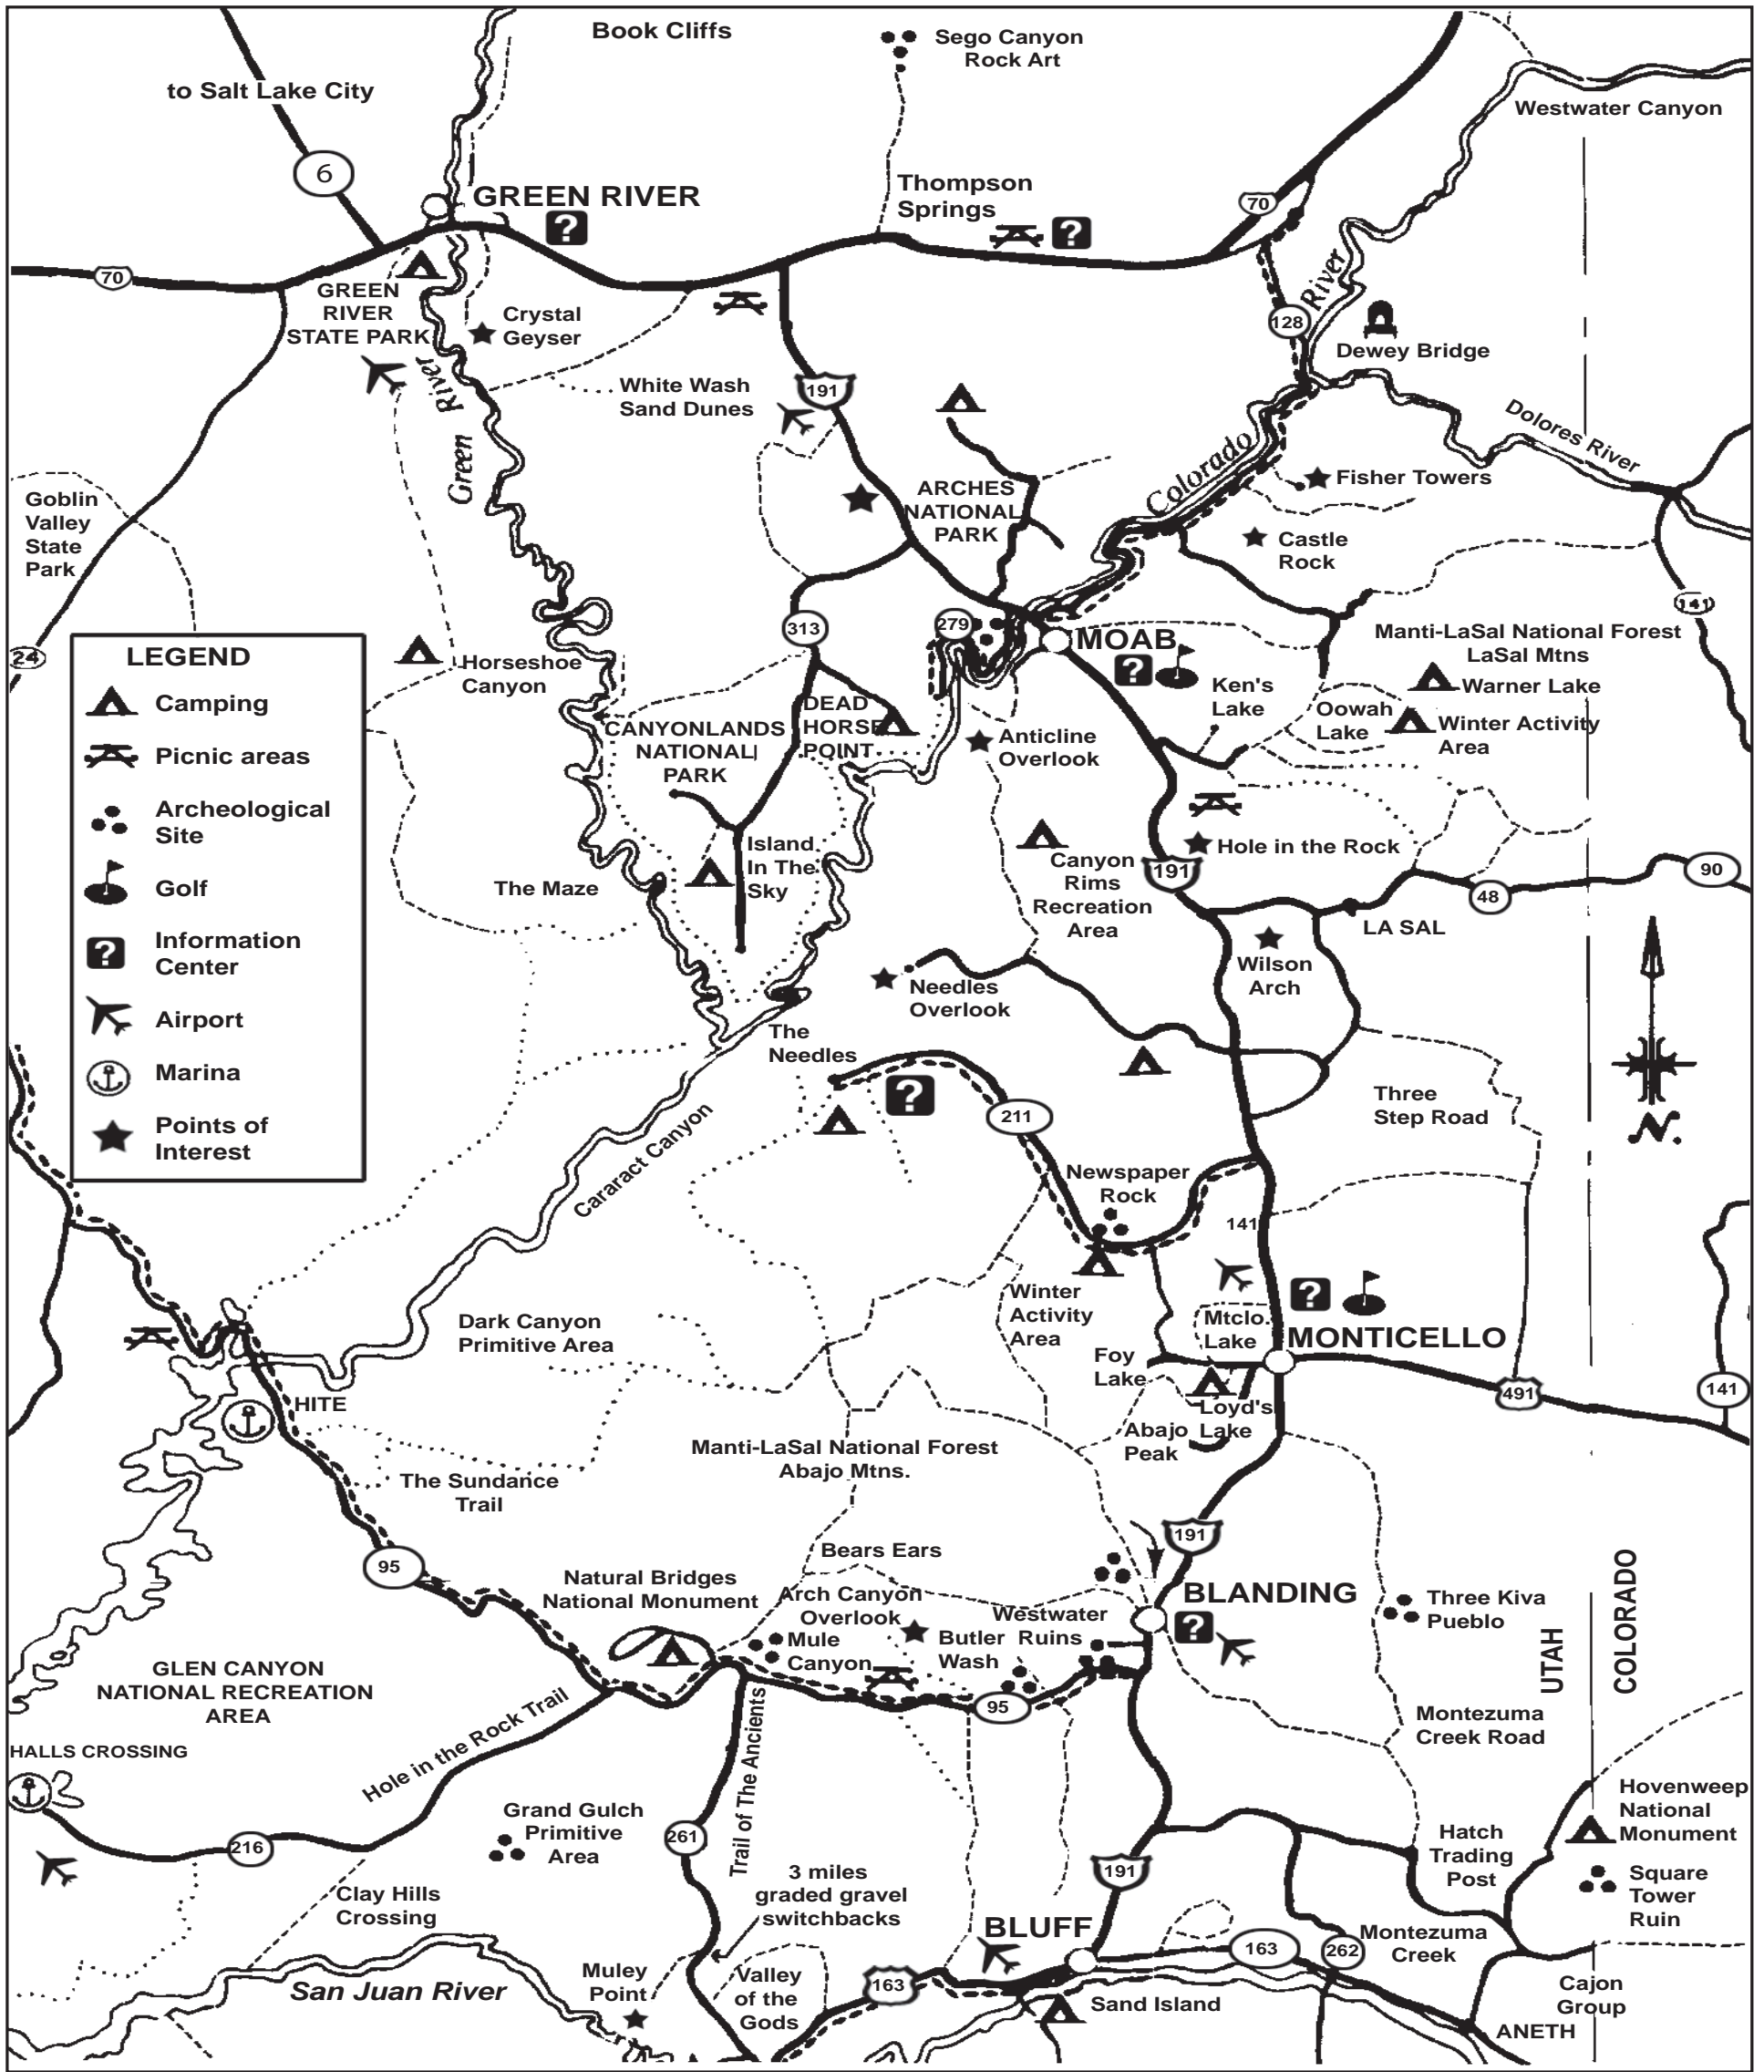 Book Cliffs
Sego Canyon
Rock Art
to Salt Lake City
Westwater Canyon
6
GREEN RIVER
?
Thompson
Springs
?
70
70
GREEN
RIVER
STATE PARK
Crystal
Geyser
River
128
Dewey Bridge
Green River
White Wash
Sand Dunes
191
Dolores River
Colorado
Fisher Towers
ARCHES
NATIONAL
PARK
Castle
Rock
Goblin
Valley
State
Park
141
24
313
279
MOAB
?
Manti-LaSal National Forest
LaSal Mtns
Warner Lake
Horseshoe
Canyon
Ken's
Lake
Oowah
Lake
Winter Activity
Area
DEAD
HORSE
POINT
CANYONLANDS
NATIONAL
PARK
Anticline
Overlook
LEGEND
Camping
Picnic areas
Archeological
Site
Golf
?
Information
Center
Airport
Marina
Points of
Interest
Island
In The
Sky
The Maze
Canyon
Rims
Recreation
Area
Hole in the Rock
191
90
48
LA SAL
Wilson
Arch
Needles
Overlook
The
Needles
?
211
Three
Step Road
N.
Cararact Canyon
Newspaper
Rock
141
Winter
Activity
Area
?
Mtclo.
Lake
MONTICELLO
Foy
Lake
Loyd's
Lake
Abajo
Peak
491
141
Dark Canyon
Primitive Area
HITE
Manti-LaSal National Forest
Abajo Mtns.
The Sundance
Trail
95
191
Bears Ears
Natural Bridges
National Monument
Arch Canyon
Overlook
Mule
Canyon
Westwater
Ruins
Butler
Wash
BLANDING
?
Three Kiva
Pueblo
UTAH
COLORADO
95
GLEN CANYON
NATIONAL RECREATION
AREA
Montezuma
Creek Road
HALLS CROSSING
Hole in the Rock Trail
Trail of The Ancients
Hovenweep
National
Monument
216
Grand Gulch
Primitive
Area
261
3 miles
graded gravel
switchbacks
191
Hatch
Trading
Post
Square
Tower
Ruin
Clay Hills
Crossing
BLUFF
163
262
Montezuma
Creek
San Juan River
Muley
Point
Valley
of the
Gods
163
Sand Island
Cajon
Group
ANETH